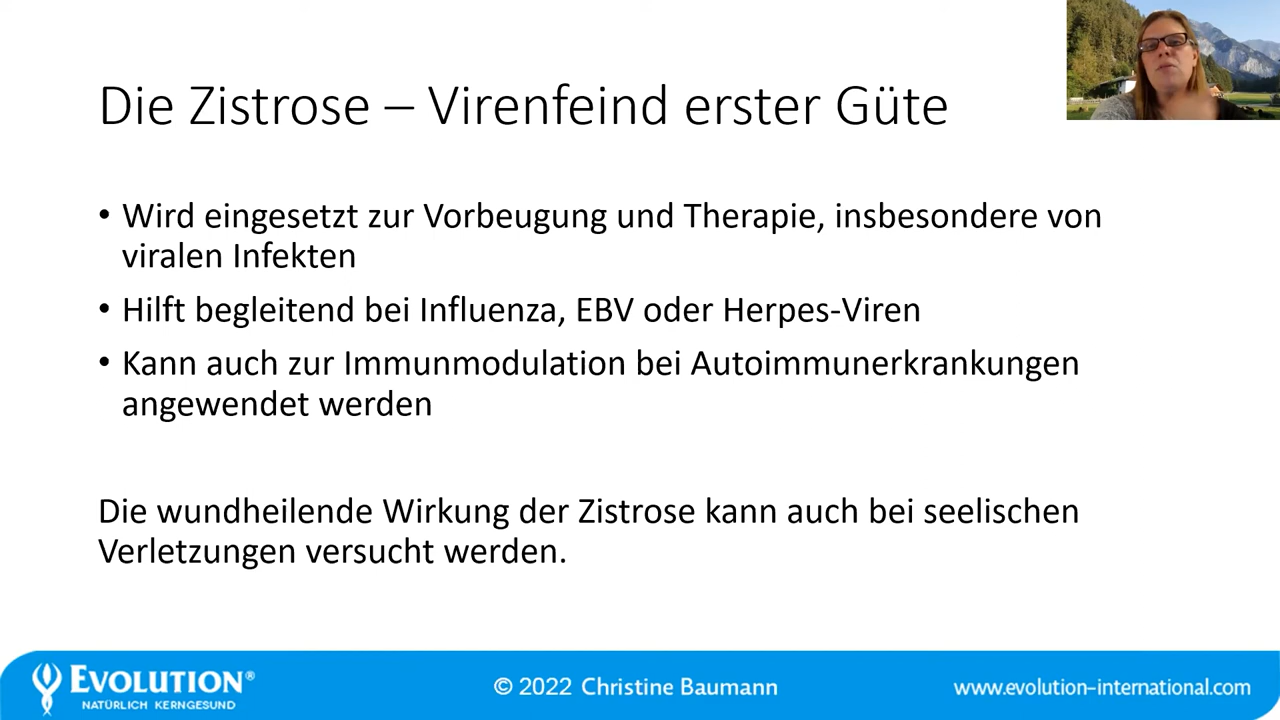 Die Zistrose – Virenfeind erster Güte
• Wird eingesetzt zur Vorbeugung und Therapie, insbesondere von
viralen Infekten
• Hilft begleitend bei Influenza, EBV oder Herpes-Viren
• Kann auch zur Immunmodulation bei Autoimmunerkrankungen
angewendet werden
Die wundheilende Wirkung der Zistrose kann auch bei seelischen
Verletzungen versucht werden.
EVOLUTION®
NATÜRLICH KERNGESUND
© 2022 Christine Baumann
www.evolution-international.com